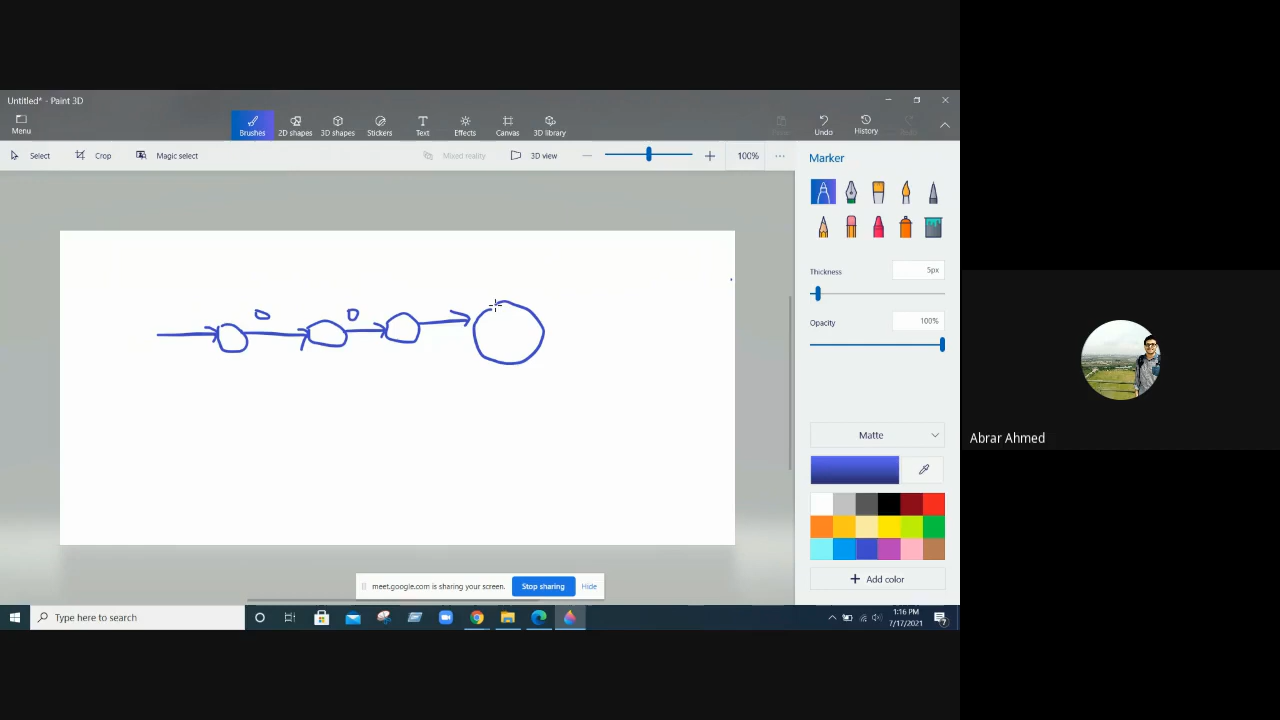 Untitled* - Paint 3D
Menu
Brushes 2D shapes 3D shapes Stickers Text Effects Canvas 3D library Undo History
Select Crop Magic select Mixed reality 3D view 100% ...
Marker
Thickness 5px
Opacity 100%
0 0
Matte
Add color
Abrar Ahmed
meet.google.com is sharing your screen. Stop sharing Hide
Type here to search
1:16 PM
7/17/2021